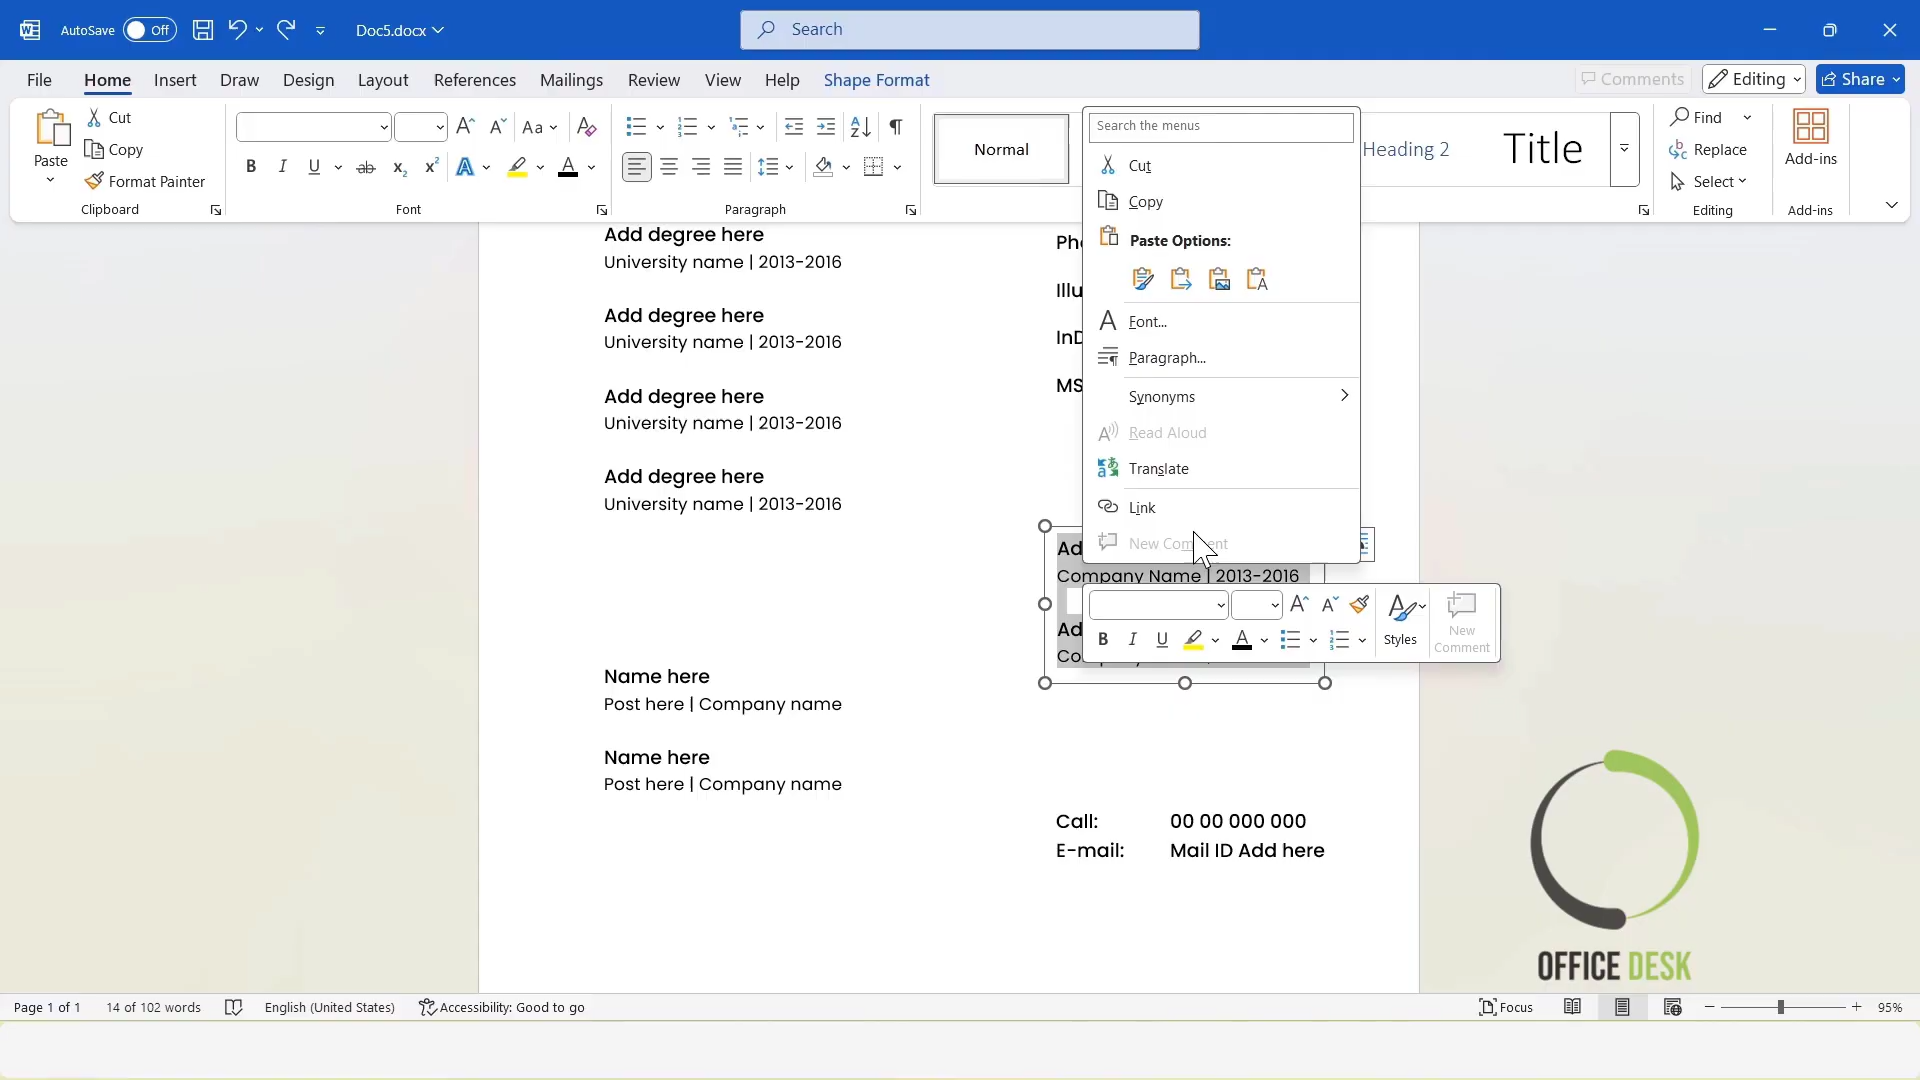 AutoSave Off Doc5.docx Search
File Home Insert Draw Design Layout References Mailings Review View Help Shape Format Comments Editing Share
Paste Cut Copy Format Painter
Clipboard
Aa
B I U ab x₂ x² A A
Font
Paragraph
Normal Heading 2 Title
Find
Replace
Select
Editing
Add-ins
Add-ins
Search the menus
Cut
Copy
Paste Options:
Font...
Paragraph...
Synonyms
Read Aloud
Translate
Link
New Comment
B I U A Styles New Comment
Add degree here
University name | 2013-2016
Add degree here
University name | 2013-2016
Add degree here
University name | 2013-2016
Add degree here
University name | 2013-2016
Name here
Post here | Company name
Name here
Post here | Company name
Company Name | 2013-2016
Call: 00 00 000 000
E-mail: Mail ID Add here
OFFICE DESK
Page 1 of 1 14 of 102 words English (United States) Accessibility: Good to go Focus 95%